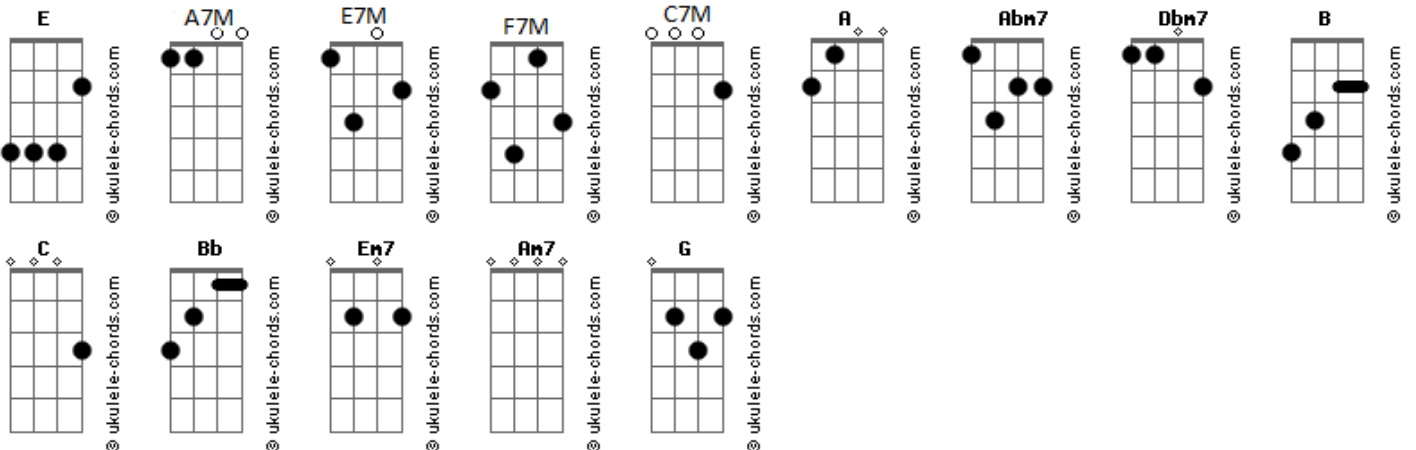 E A7M E7M F7M C7M A Abm7 Dbm7 B
© ukulele-chords.com © ukulele-chords.com © ukulele-chords.com © ukulele-chords.com © ukulele-chords.com © ukulele-chords.com © ukulele-chords.com © ukulele-chords.com © ukulele-chords.com
C Bb Em7 Am7 G
© ukulele-chords.com © ukulele-chords.com © ukulele-chords.com © ukulele-chords.com © ukulele-chords.com